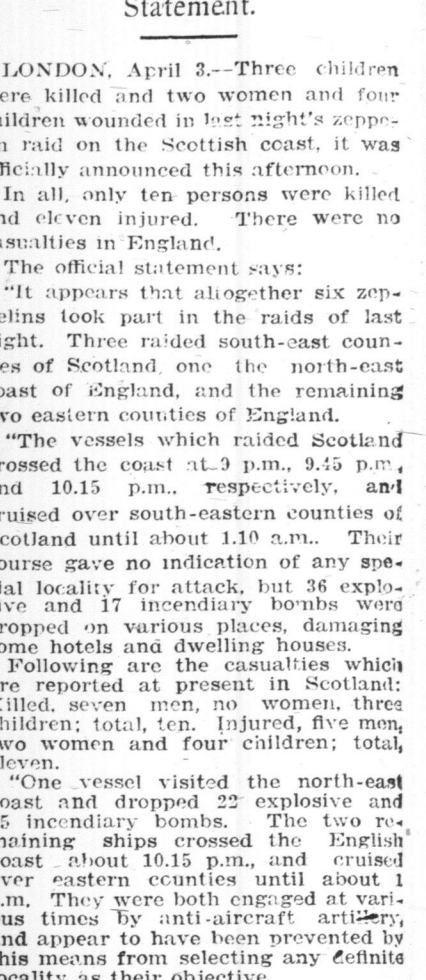 Statement.
LONDON, April 3.--Three children
ere killed and two women and four
hildren wounded in last night's zeppe-
n raid on the Scottish coast, it was
fficially announced this afternoon.
In all, only ten persons were killed
nd eleven injured. There were no
asualties in England.
The official statement says:
"It appears that altogether six zep-
elins took part in the raids of last
ight. Three raided south-east coun-
es of Scotland, one the north-east
oast of England, and the remaining
wo eastern counties of England.
"The vessels which raided Scotland
rossed the coast at 9 p.m., 9.45 p.m.,
nd 10.15 p.m., respectively, and
ruised over south-eastern counties of
cotland until about 1.10 a.m.. Their
ourse gave no indication of any spe-
ial locality for attack, but 36 explo-
ive and 17 incendiary bombs were
ropped on various places, damaging
ome hotels and dwelling houses.
Following are the casualties which
re reported at present in Scotland:
illed, seven men, no women, three
hildren; total, ten. Injured, five men,
wo women and four children; total,
leven.
"One vessel visited the north-east
oast and dropped 22 explosive and
5 incendiary bombs. The two re-
maining ships crossed the English
oast about 10.15 p.m., and cruised
ver eastern counties until about 1
.m. They were both engaged at vari-
us times by anti-aircraft artillery,
nd appear to have been prevented by
his means from selecting any definite
ocality as their objective